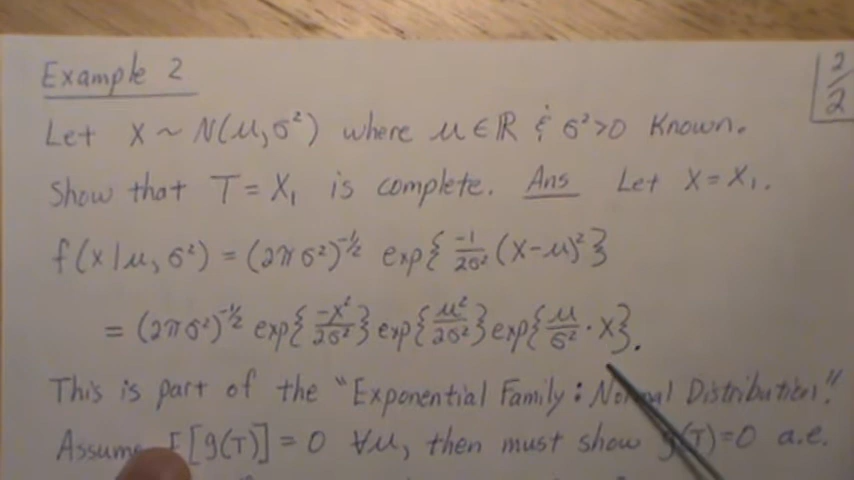 Example 2
2/2
Let X ~ N(μ, σ²) where μ ∈ ℝ & σ² > 0 Known.
Show that T = X₁ is complete. Ans Let X = X₁.
f(x|μ, σ²) = (2πσ²)^(-1/2) exp{ -1/2σ² (x-μ)² }
= (2πσ²)^(-1/2) exp{ -x²/2σ² } exp{ μ²/2σ² } exp{ μ/σ² · x }.
This is part of the "Exponential Family: Normal Distribution!"
Assume E[g(T)] = 0 ∀μ, then must show g(T) = 0 a.e.